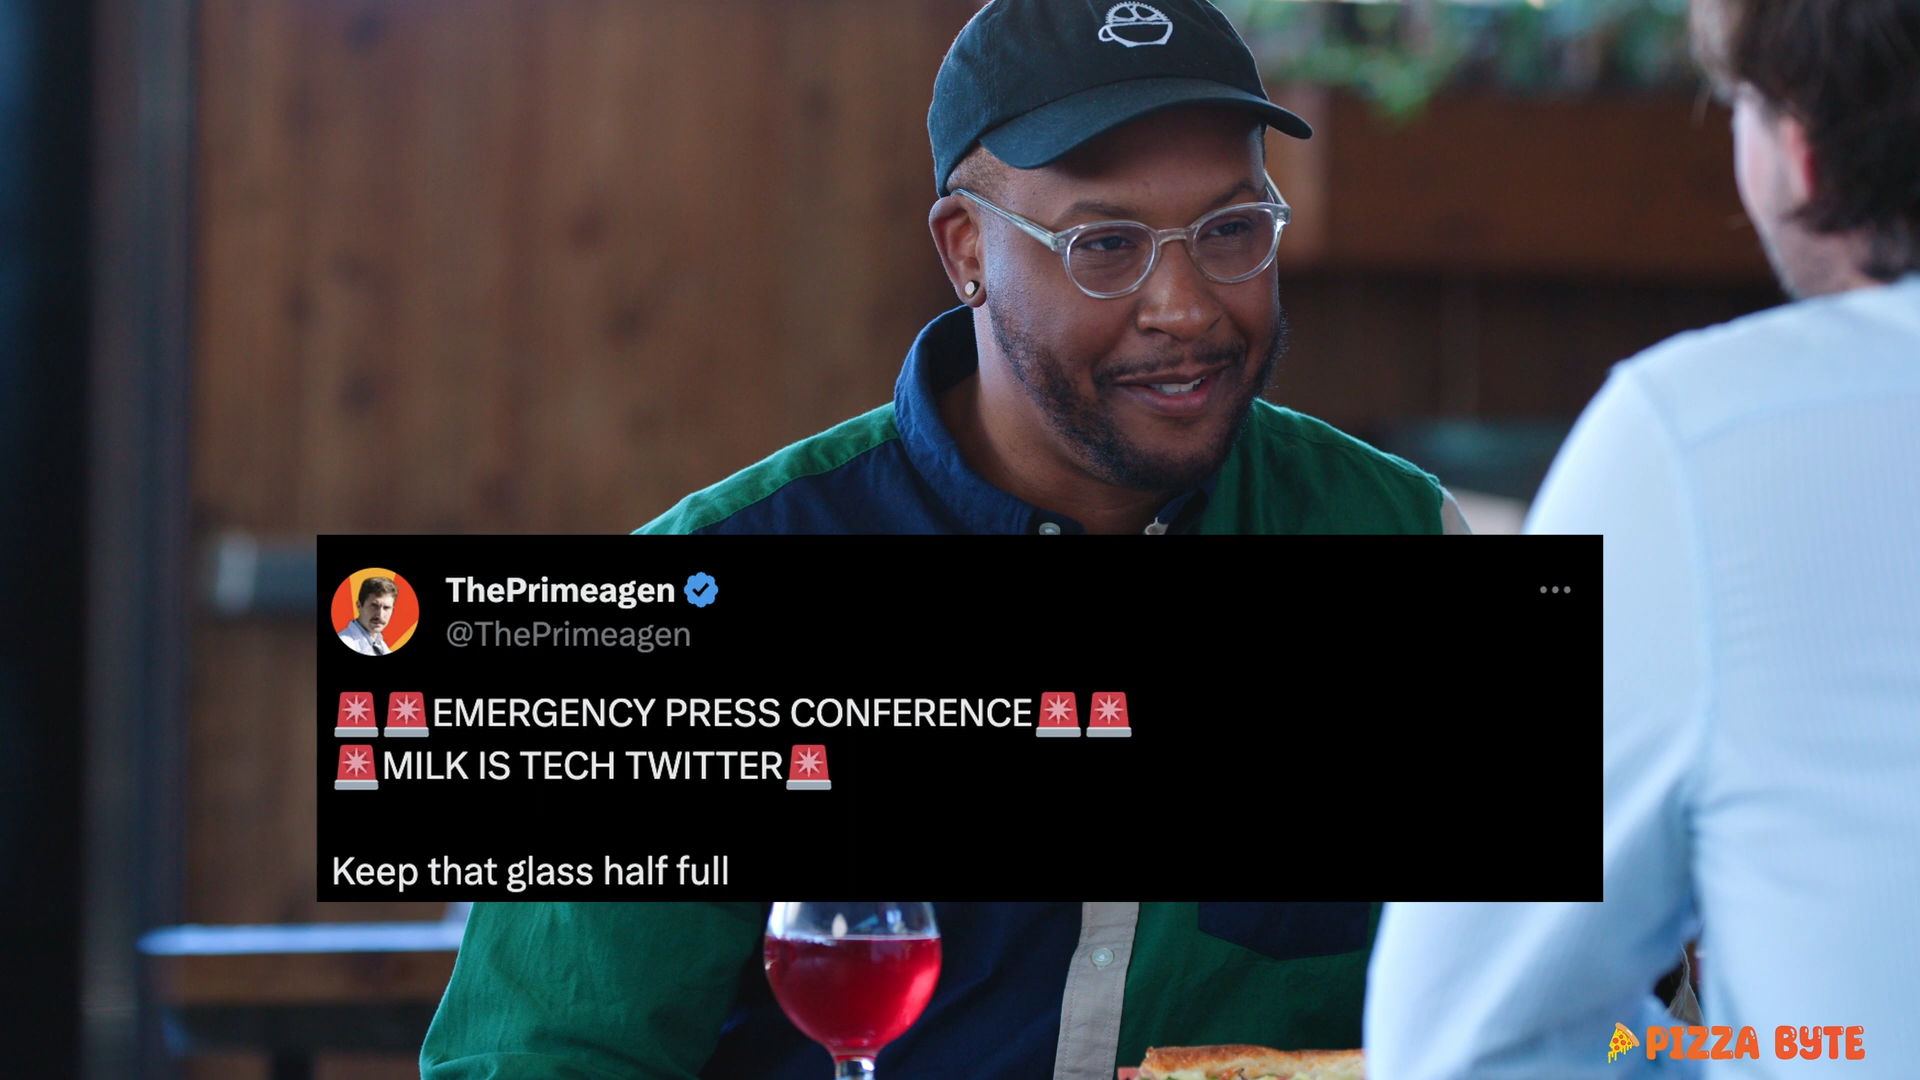 ThePrimeagen
@ThePrimeagen
🚨🚨EMERGENCY PRESS CONFERENCE🚨🚨
🚨MILK IS TECH TWITTER🚨
Keep that glass half full
PIZZA BYTE